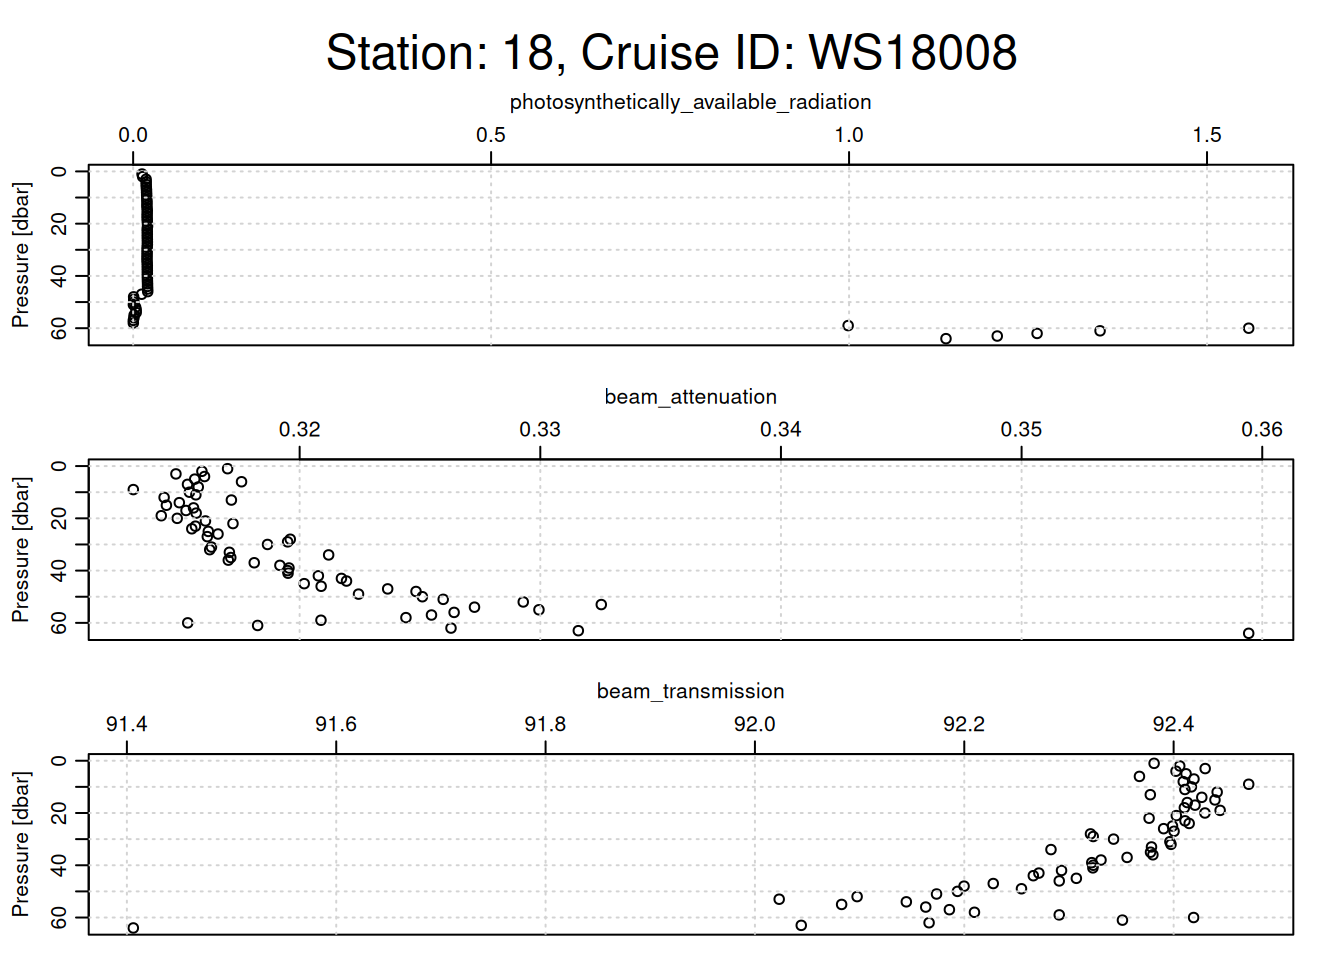 Station: 18, Cruise ID: WS18008
photosynthetically_available_radiation
0.0 0.5 1.0 1.5
0
20
40
60
Pressure [dbar]
beam_attenuation
0.32 0.33 0.34 0.35 0.36
0
20
40
60
Pressure [dbar]
beam_transmission
91.4 91.6 91.8 92.0 92.2 92.4
0
20
40
60
Pressure [dbar]